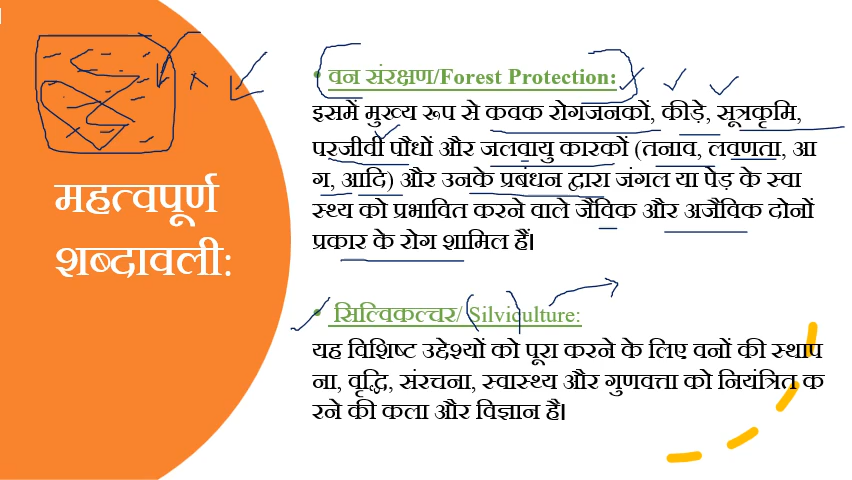 महत्वपूर्ण
शब्दावली:
• वन संरक्षण/Forest Protection:
इसमें मुख्य रूप से कवक रोगजनकों, कीड़े, सूत्रकृमि,
परजीवी पौधों और जलवायु कारकों (तनाव, लवणता, आ
ग, आदि) और उनके प्रबंधन द्वारा जंगल या पेड़ के स्वा
स्थ्य को प्रभावित करने वाले जैविक और अजैविक दोनों
प्रकार के रोग शामिल हैं।
• सिल्विकल्चर/ Silviculture:
यह विशिष्ट उद्देश्यों को पूरा करने के लिए वनों की स्थाप
ना, वृद्धि, संरचना, स्वास्थ्य और गुणवत्ता को नियंत्रित क
रने की कला और विज्ञान है।